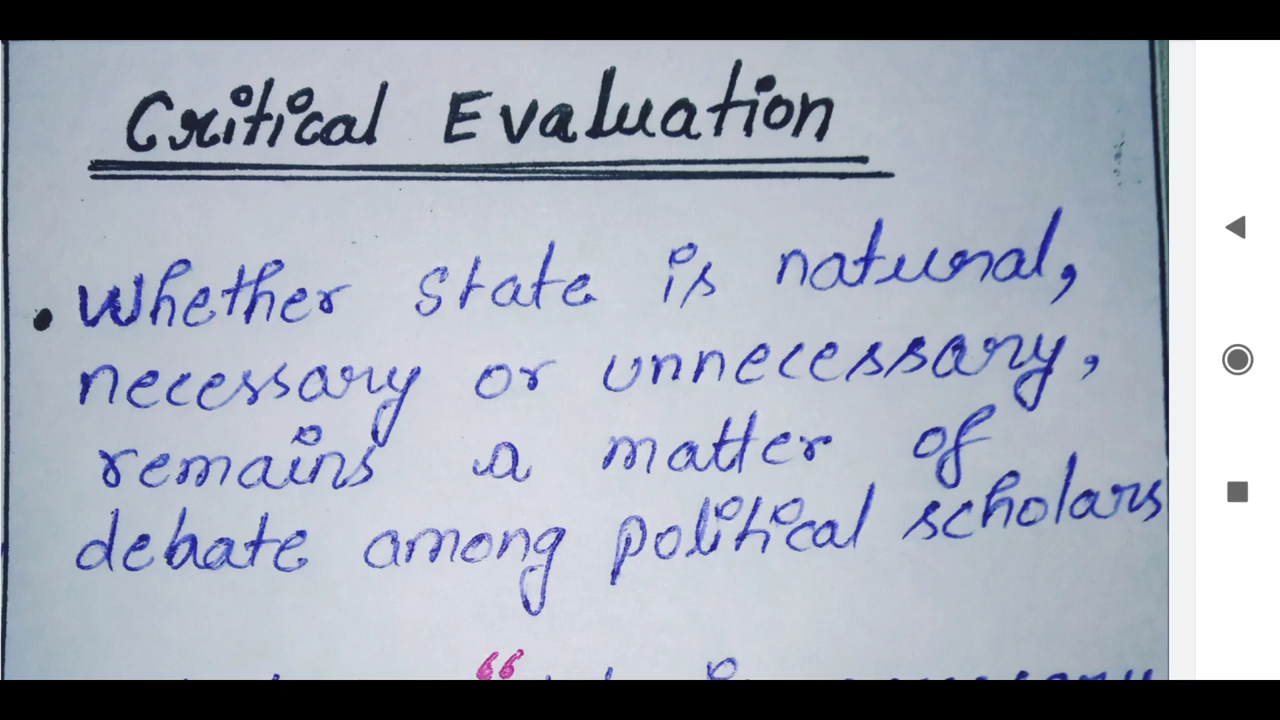 Critical Evaluation
• Whether state is natural,
necessary or unnecessary,
remains a matter of
debate among political scholars
“